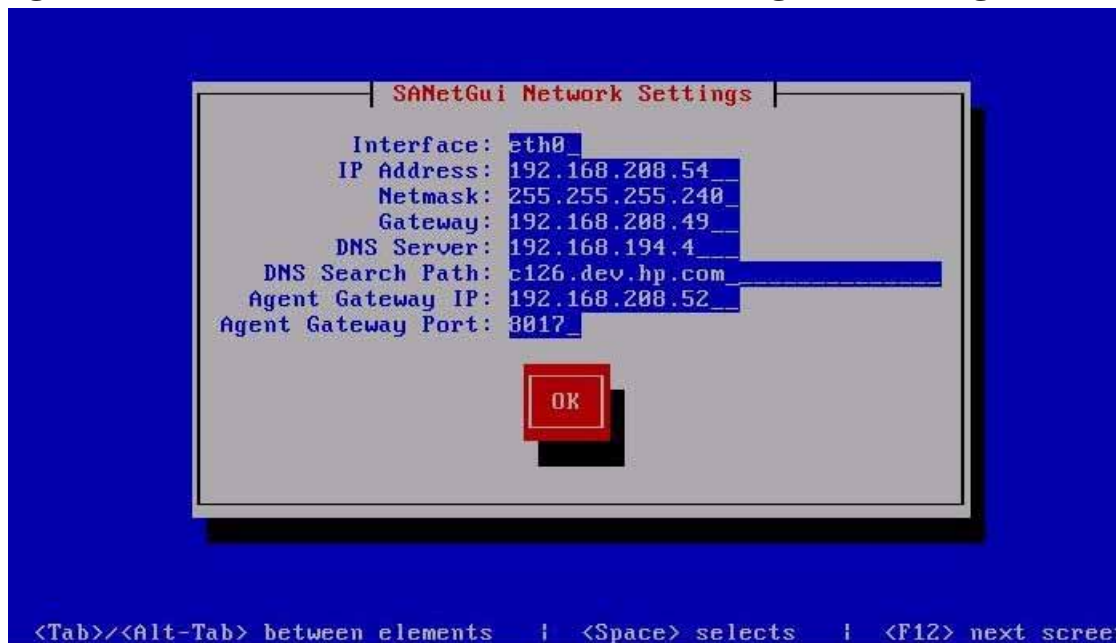 SANetGui Network Settings
Interface: eth0_
IP Address: 192.168.208.54__
Netmask: 255.255.255.240_
Gateway: 192.168.208.49__
DNS Server: 192.168.194.4___
DNS Search Path: c126.dev.hp.com_______________
Agent Gateway IP: 192.168.208.52__
Agent Gateway Port: 8017_
OK
<Tab>/<Alt-Tab> between elements | <Space> selects | <F12> next scree